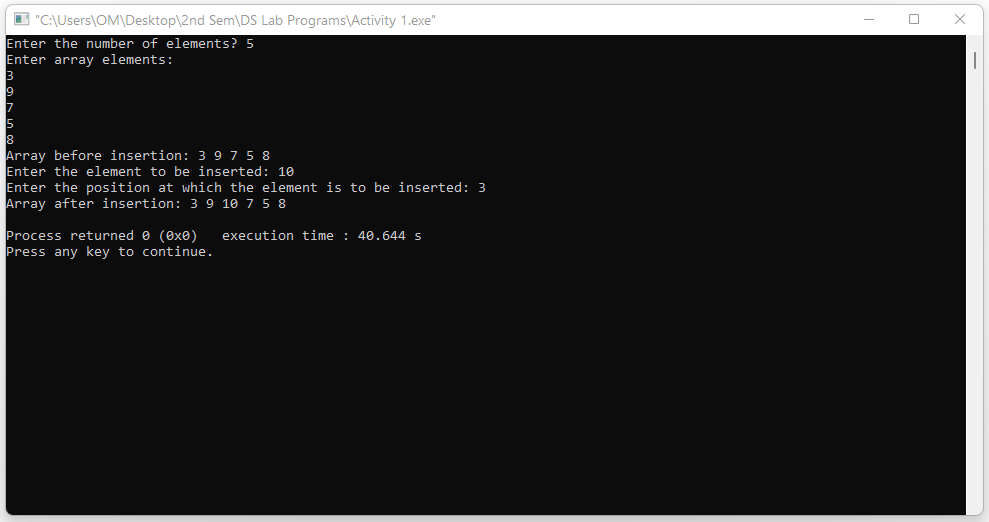 "C:\Users\OM\Desktop\2nd Sem\DS Lab Programs\Activity 1.exe"
Enter the number of elements? 5
Enter array elements:
3
9
7
5
8
Array before insertion: 3 9 7 5 8
Enter the element to be inserted: 10
Enter the position at which the element is to be inserted: 3
Array after insertion: 3 9 10 7 5 8
Process returned 0 (0x0)   execution time : 40.644 s
Press any key to continue.